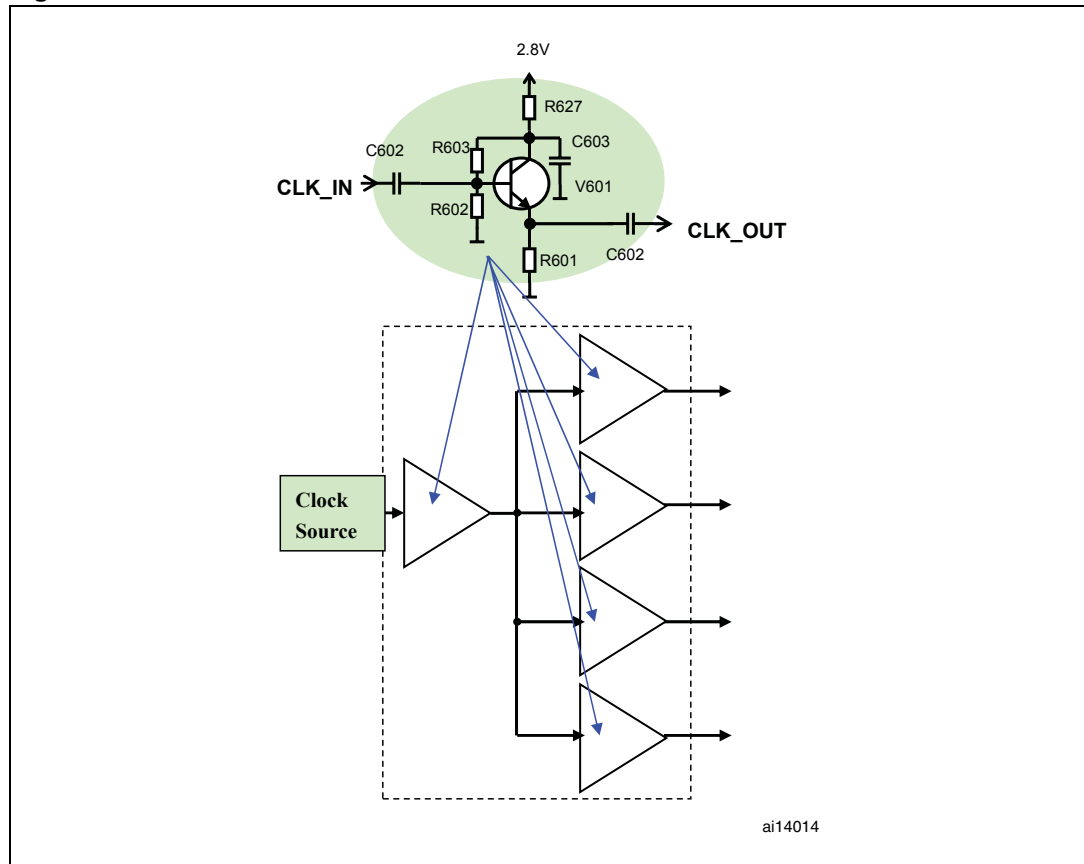 2.8V
R627
C602
R603
C603
CLK_IN
V601
R602
CLK_OUT
R601
C602
Clock
Source
ai14014